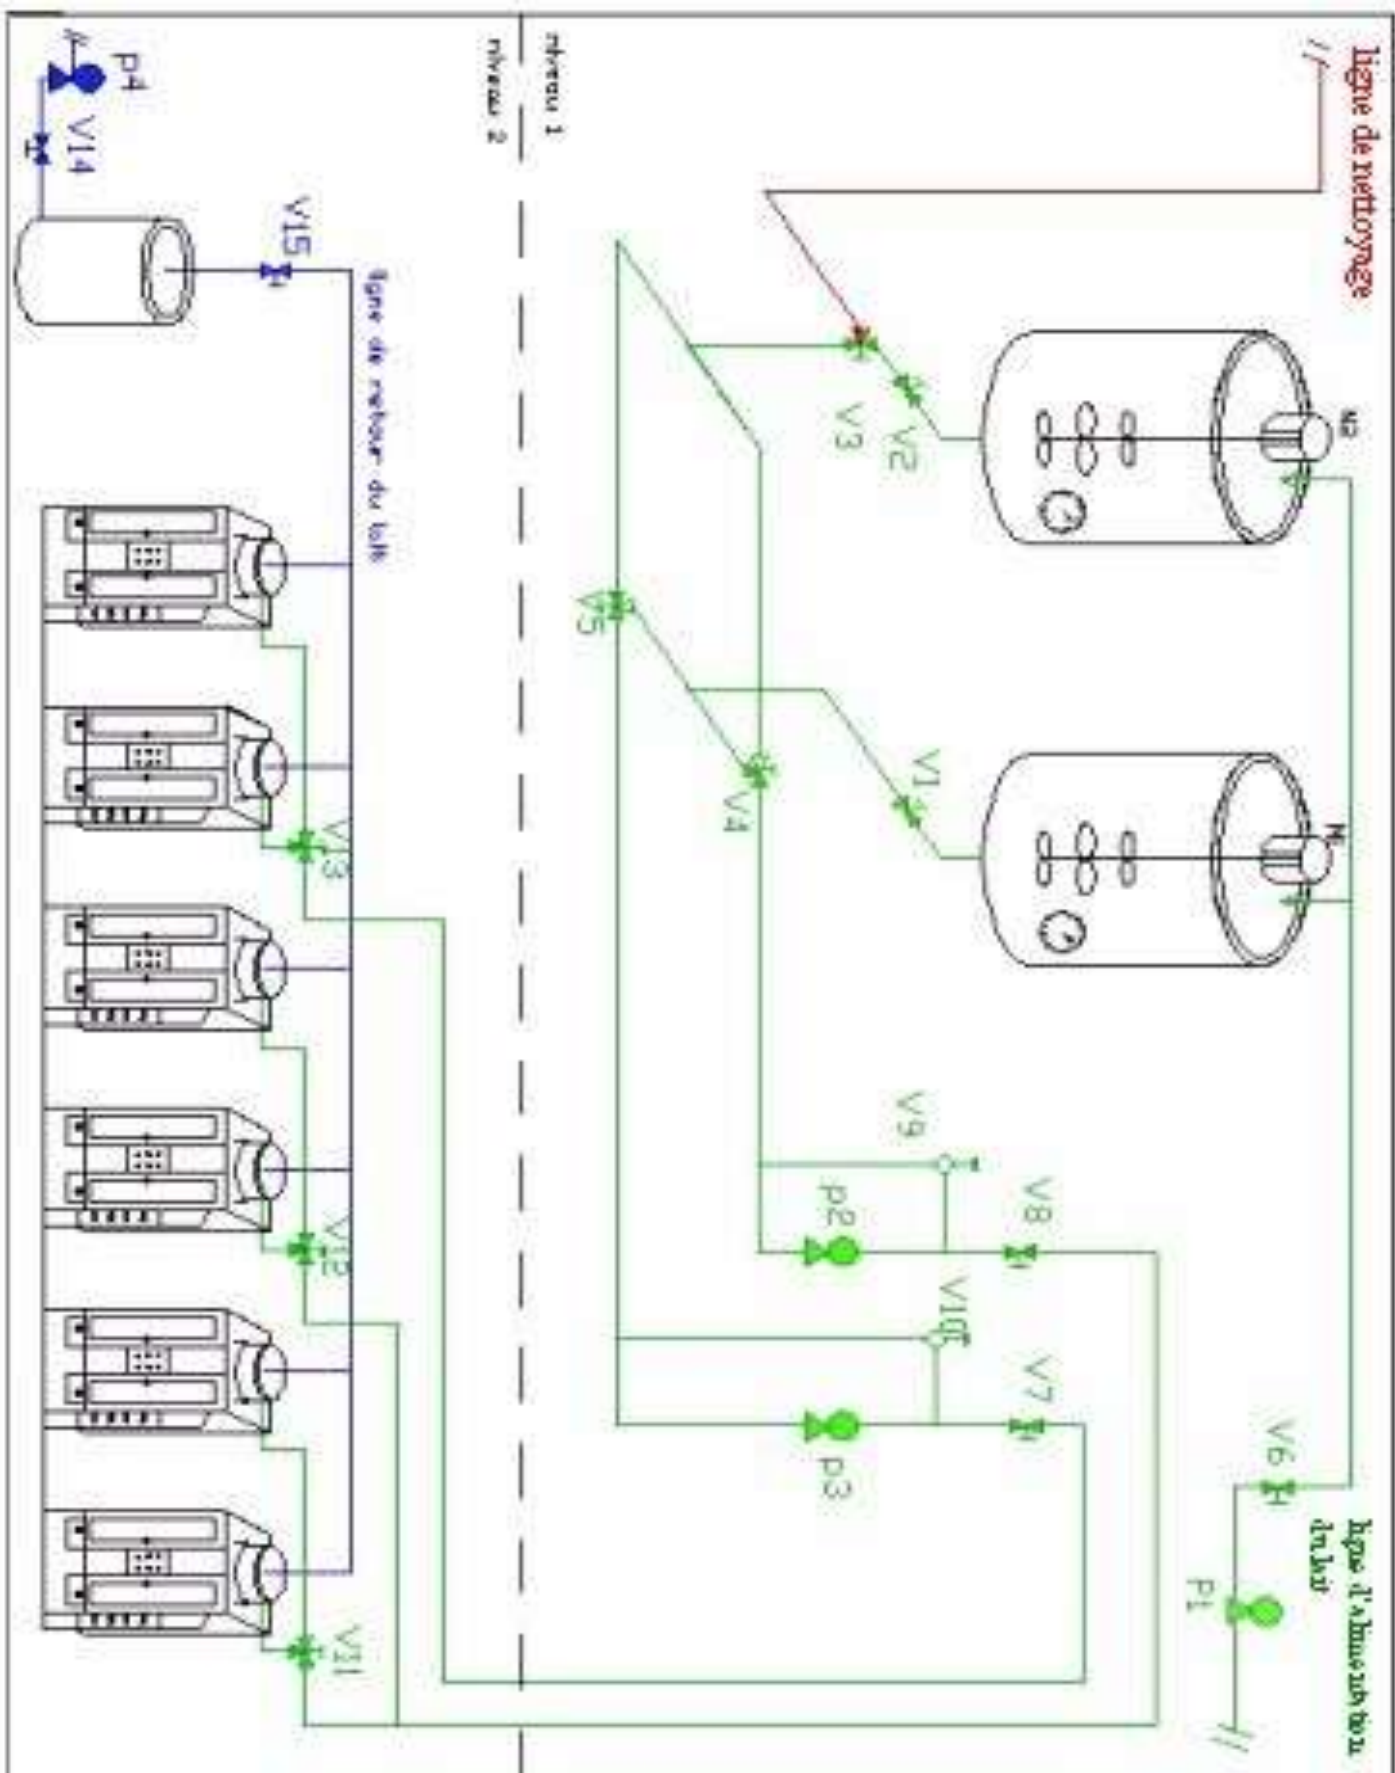 ligne de nettoyage
M2
M1
ligne d'alimentation
du lait
V6
P1
V2
V3
V1
V4
V5
V8
V9
p2
V7
V10
p3
niveau 1
niveau 2
p4
V14
V15
ligne de retour du lait
V13
V12
V11